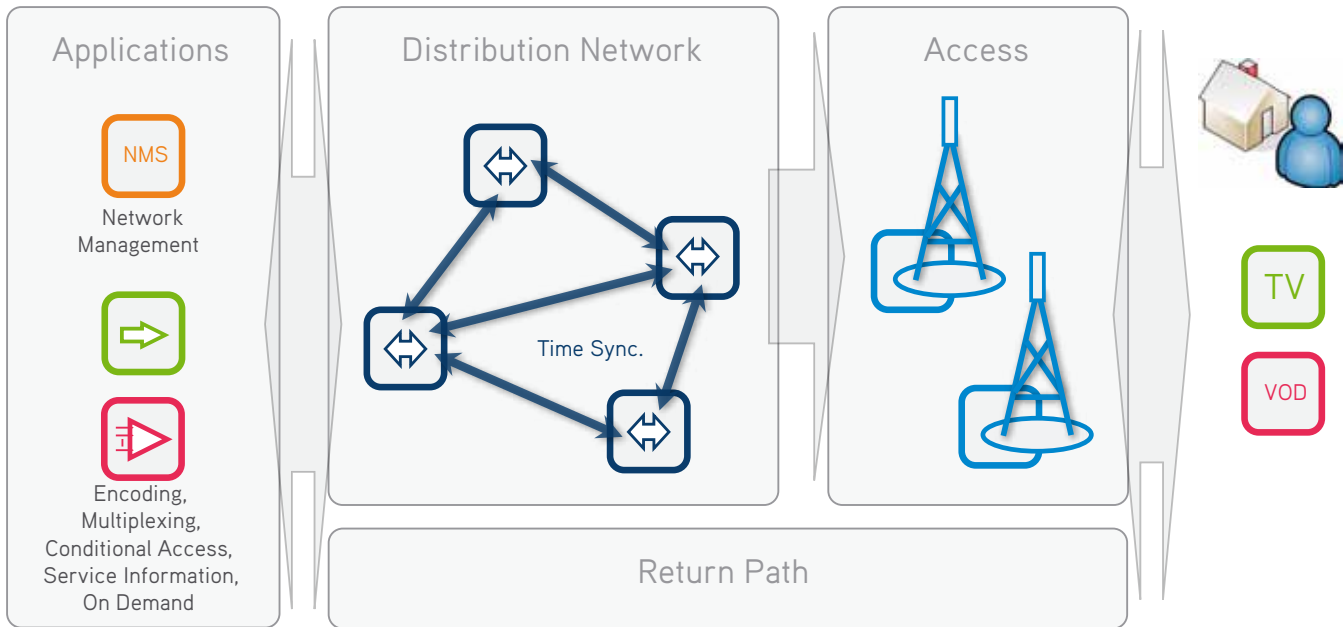 Applications
NMS
Network
Management
Encoding,
Multiplexing,
Conditional Access,
Service Information,
On Demand
Distribution Network
Time Sync.
Access
Return Path
TV
VOD